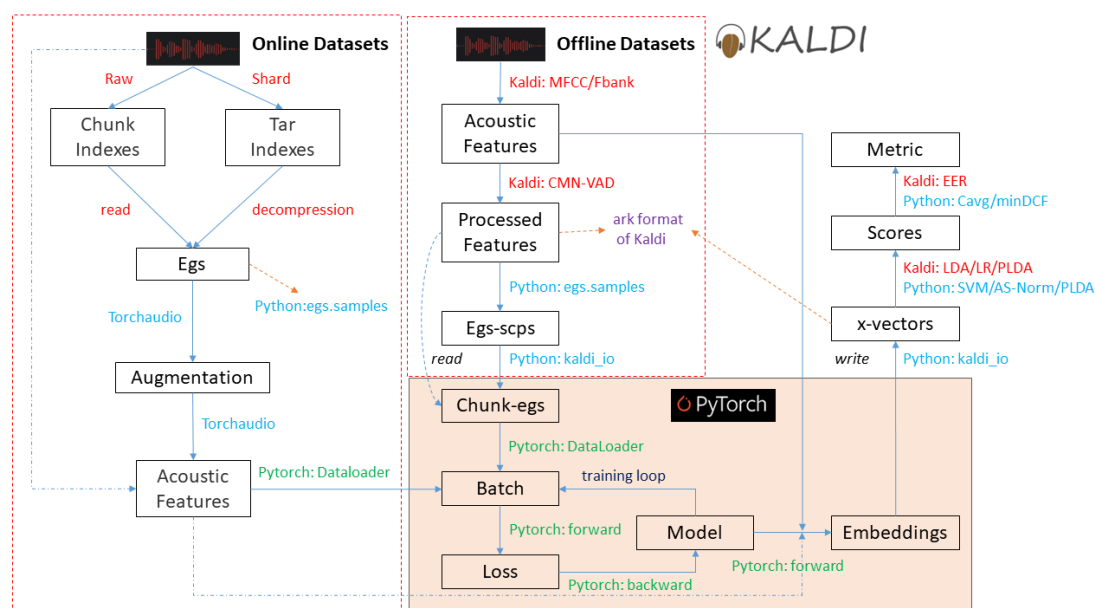 Online Datasets
Raw
Shard
Chunk
Indexes
Tar
Indexes
read
decompression
Egs
Python:egs.samples
Torchaudio
Augmentation
Torchaudio
Acoustic
Features
Pytorch: Dataloader
Offline Datasets
KALDI
Kaldi: MFCC/Fbank
Acoustic
Features
Kaldi: CMN-VAD
Processed
Features
ark format
of Kaldi
Python: egs.samples
Egs-scps
read
Python: kaldi_io
Chunk-egs
PyTorch
Pytorch: DataLoader
Batch
training loop
Pytorch: forward
Loss
Pytorch: backward
Model
Pytorch: forward
Embeddings
write
Python: kaldi_io
x-vectors
Kaldi: LDA/LR/PLDA
Python: SVM/AS-Norm/PLDA
Scores
Kaldi: EER
Python: Cavg/minDCF
Metric